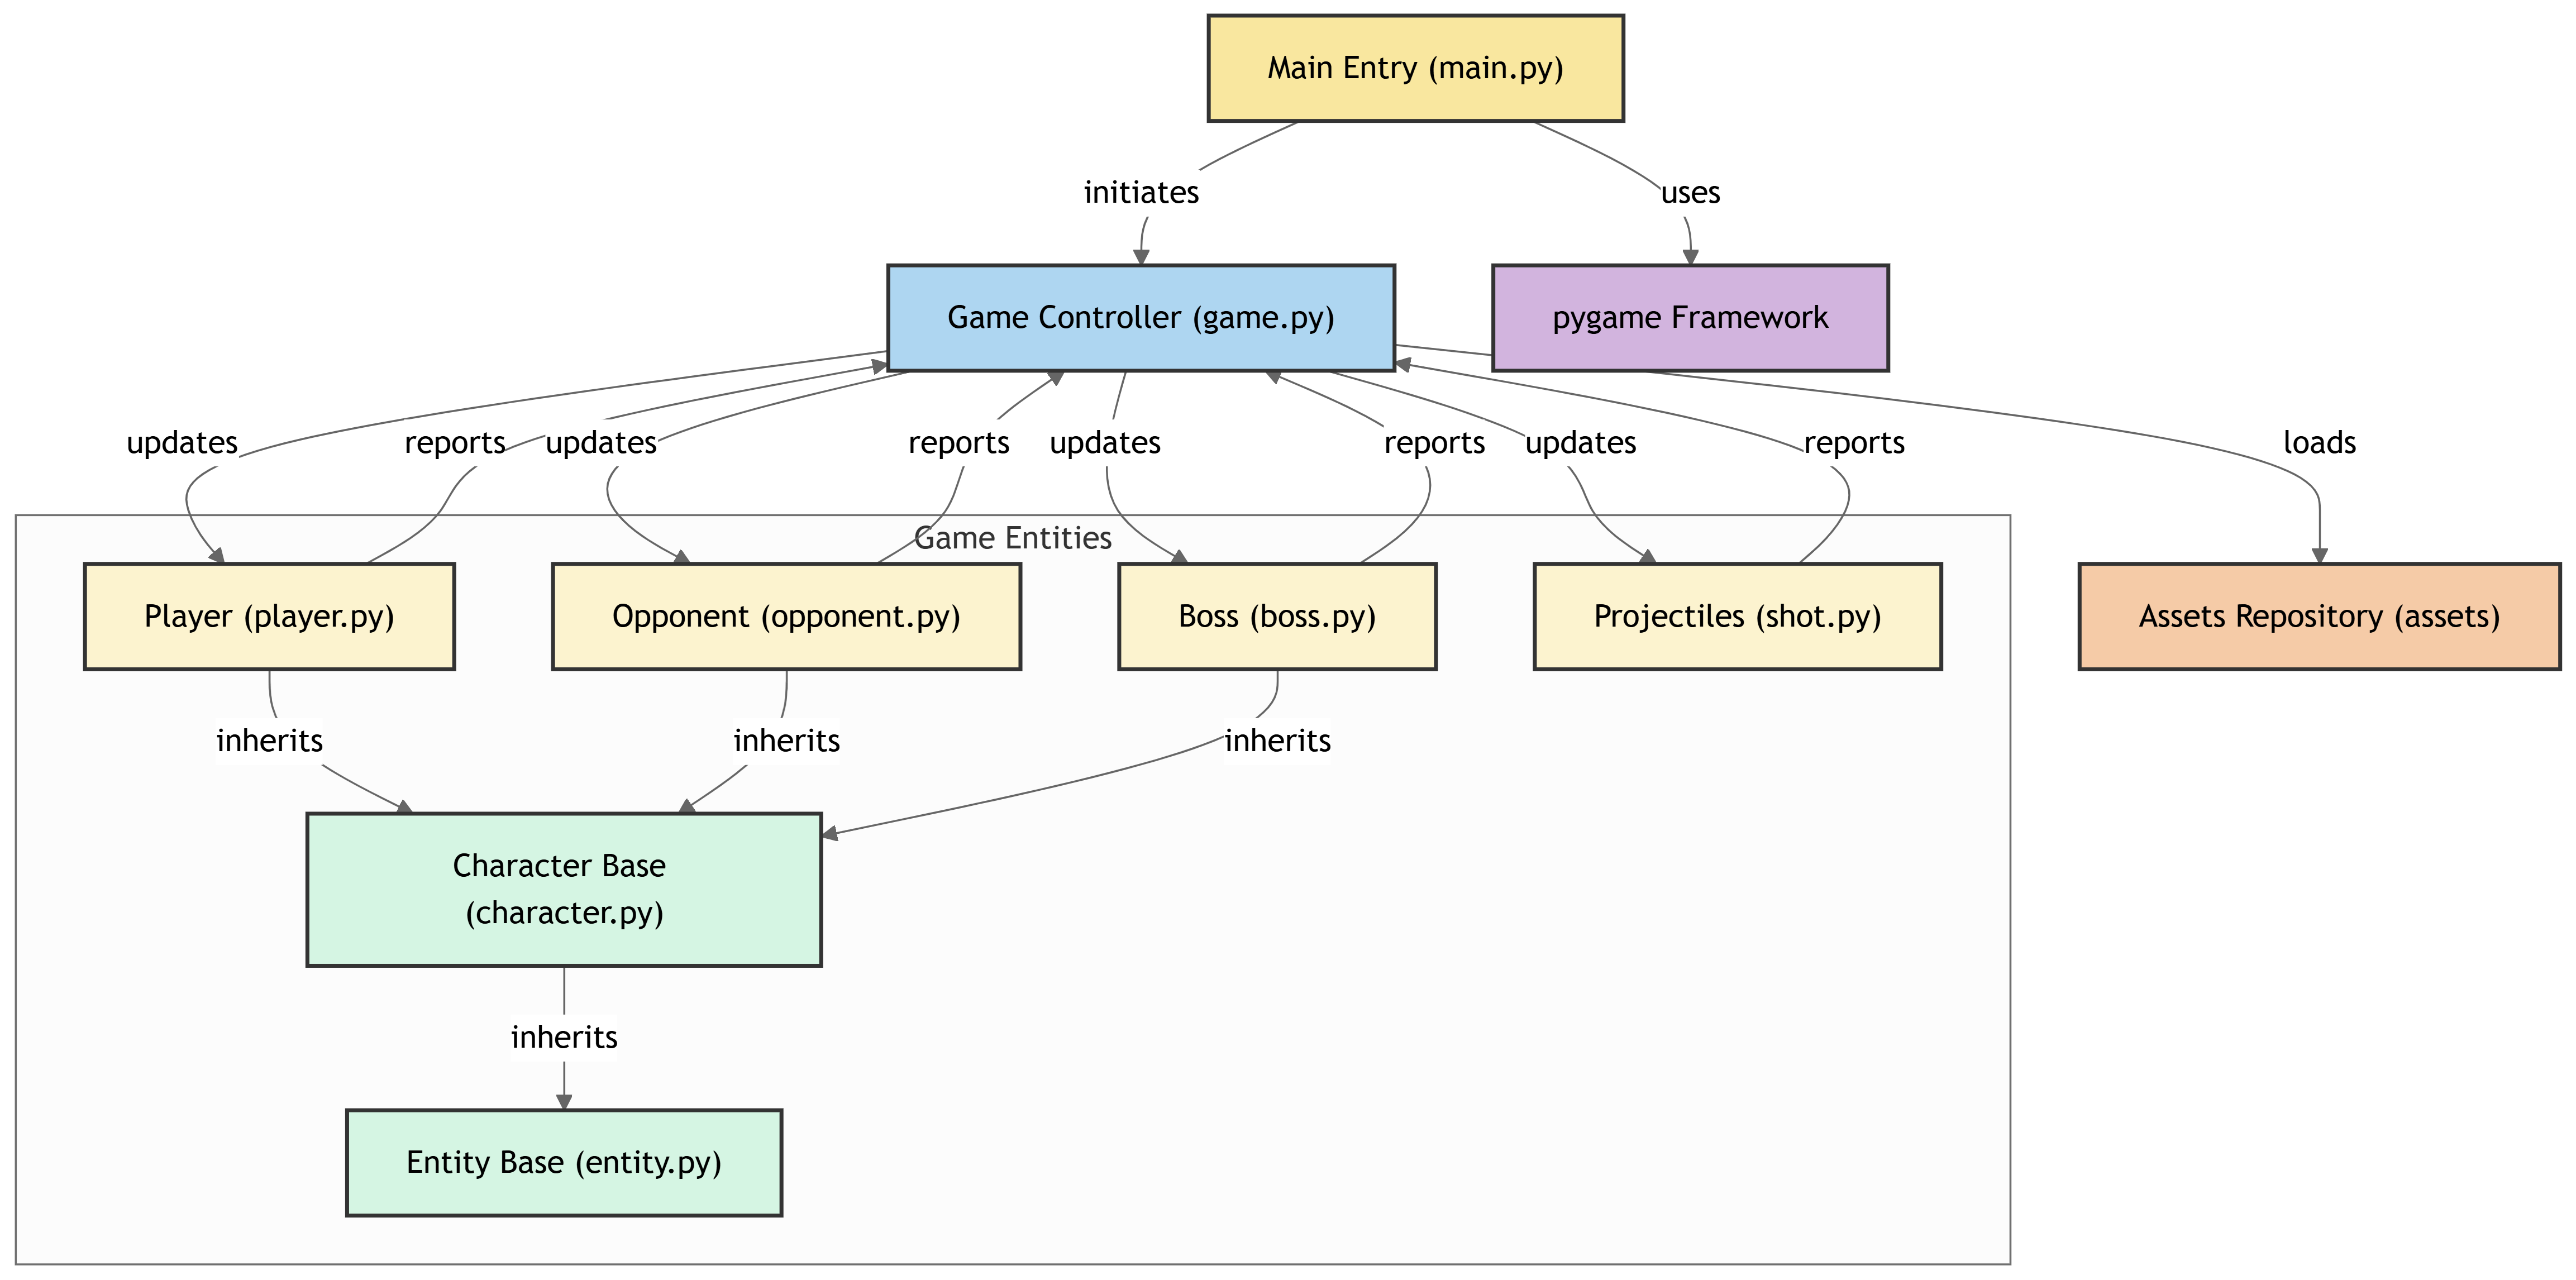 Main Entry (main.py)
initiates
uses
Game Controller (game.py)
pygame Framework
updates
reports
updates
reports
updates
reports
updates
reports
loads
Game Entities
Player (player.py)
Opponent (opponent.py)
Boss (boss.py)
Projectiles (shot.py)
Assets Repository (assets)
inherits
inherits
inherits
Character Base
(character.py)
inherits
Entity Base (entity.py)